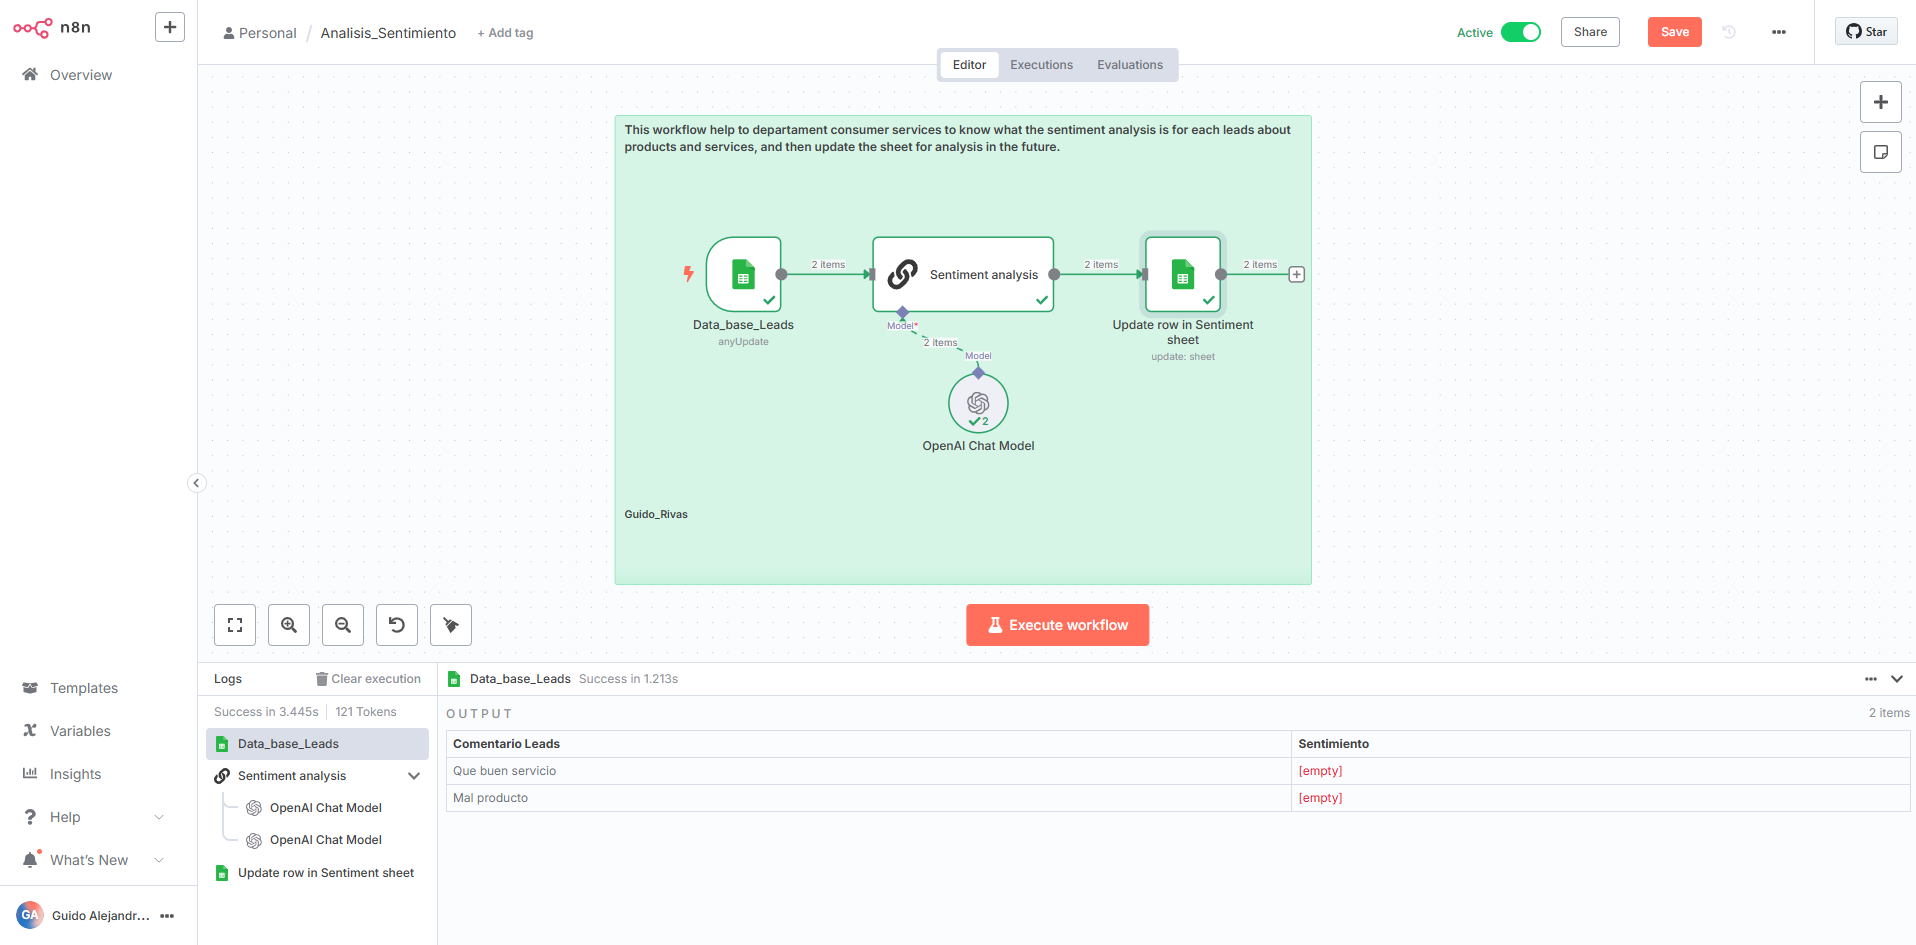 n8n
Personal / Analisis_Sentimiento + Add tag
Active
Share
Save
Star
Editor Executions Evaluations
Overview
This workflow help to departament consumer services to know what the sentiment analysis is for each leads about
products and services, and then update the sheet for analysis in the future.
2 items
2 items
2 items
Sentiment analysis
Data_base_Leads
anyUpdate
Model*
2 items
Model
Update row in Sentiment
sheet
update: sheet
2
OpenAI Chat Model
Guido_Rivas
Execute workflow
Templates
Variables
Insights
Help
What's New
GA
Guido Alejandr...
Logs
Clear execution
Success in 3.445s
121 Tokens
Data_base_Leads
Sentiment analysis
OpenAI Chat Model
OpenAI Chat Model
Update row in Sentiment sheet
Data_base_Leads Success in 1.213s
OUTPUT
2 items
Comentario Leads Sentimiento
Que buen servicio [empty]
Mal producto [empty]